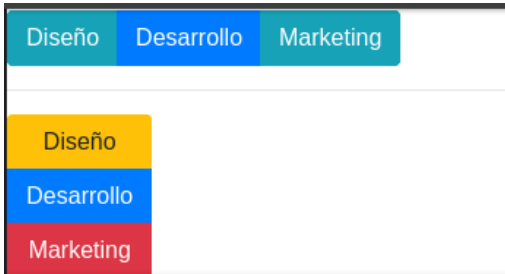 Diseño Desarrollo Marketing
Diseño
Desarrollo
Marketing